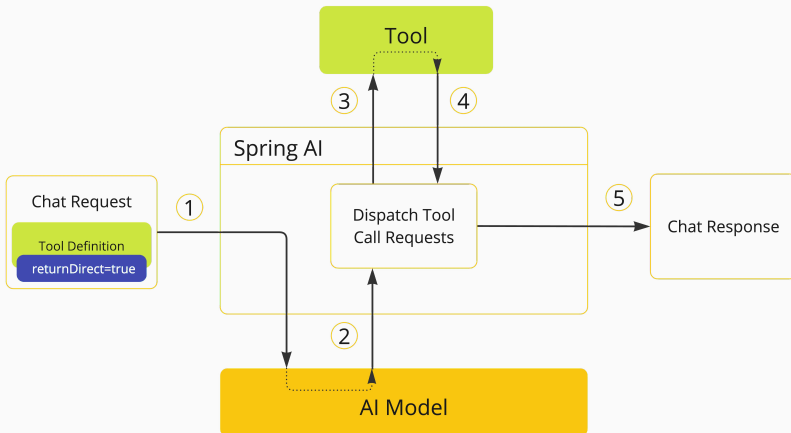 Tool
3
4
Spring AI
Chat Request
1
Tool Definition
returnDirect=true
Dispatch Tool
Call Requests
5
Chat Response
2
AI Model